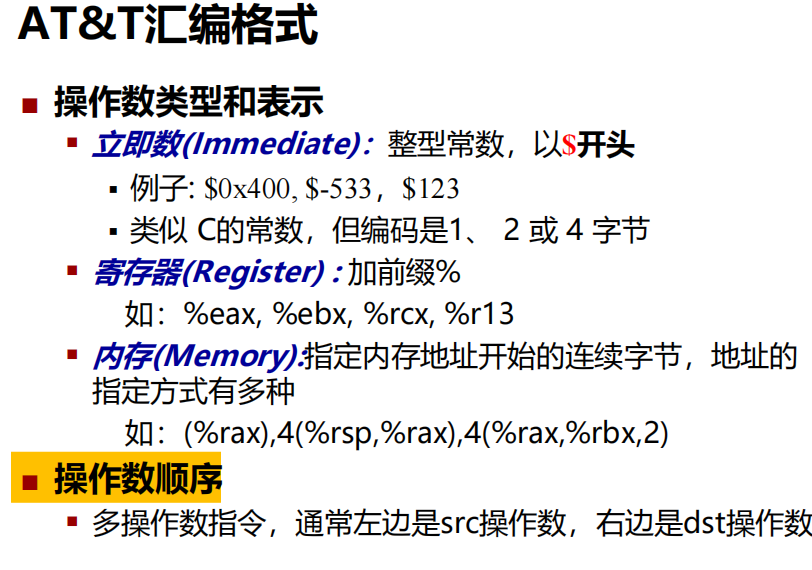 AT&T汇编格式
操作数类型和表示
立即数(Immediate)：整型常数，以$开头
例子: $0x400, $-533，$123
类似 C的常数，但编码是1、 2 或 4 字节
寄存器(Register)：加前缀%
如：%eax, %ebx, %rcx, %r13
内存(Memory):指定内存地址开始的连续字节，地址的
指定方式有多种
如：(%rax),4(%rsp,%rax),4(%rax,%rbx,2)
操作数顺序
多操作数指令，通常左边是src操作数，右边是dst操作数